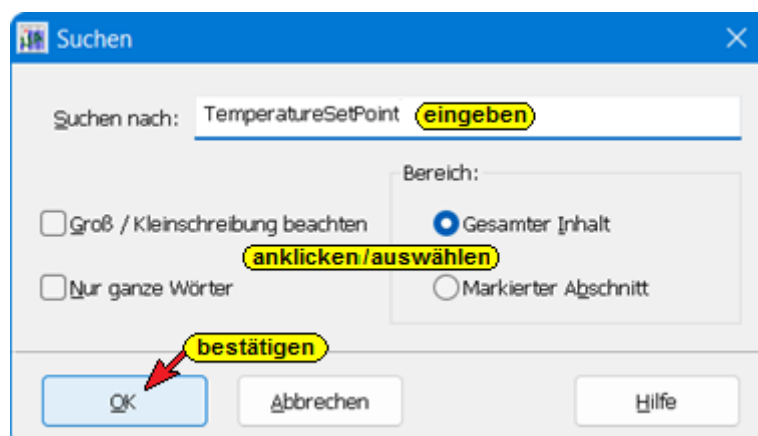 Suchen
Suchen nach: TemperatureSetPoint eingeben
Bereich:
Groß / Kleinschreibung beachten Gesamter Inhalt
anklicken/auswählen
Nur ganze Wörter Markierter Abschnitt
bestätigen
OK Abbrechen Hilfe